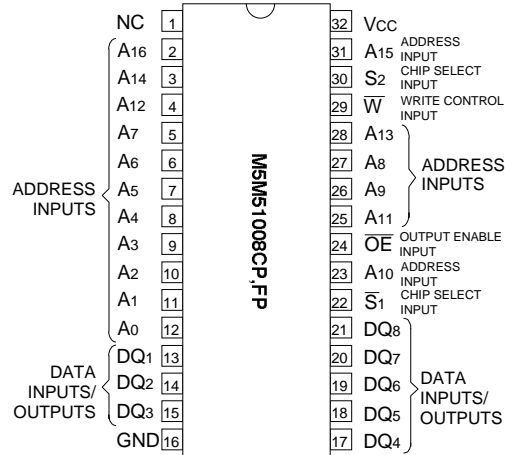 NC 1
A16 2
A14 3
A12 4
A7 5
A6 6
A5 7
A4 8
A3 9
A2 10
A1 11
A0 12
DQ1 13
DQ2 14
DQ3 15
GND 16
ADDRESS
INPUTS
DATA
INPUTS/
OUTPUTS
M5M51008CP,FP
32 VCC
31 A15 ADDRESS
INPUT
30 S2 CHIP SELECT
INPUT
29 W̅ WRITE CONTROL
INPUT
28 A13
27 A8
26 A9
25 A11
ADDRESS
INPUTS
24 O̅E̅ OUTPUT ENABLE
INPUT
23 A10 ADDRESS
INPUT
22 S̅1 CHIP SELECT
INPUT
21 DQ8
20 DQ7
19 DQ6
18 DQ5
17 DQ4
DATA
INPUTS/
OUTPUTS